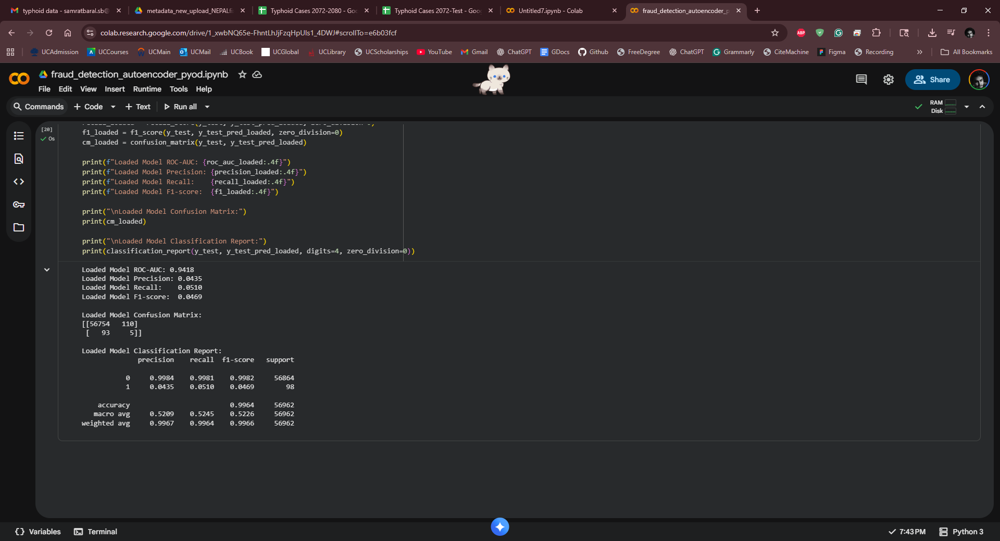 typhoid data - samratbaral.sb@
metadata_new_upload_NEPALfi
Typhoid Cases 2072-2080 - Goo
Typhoid Cases 2072-Test - Goo
Untitled7.ipynb - Colab
fraud_detection_autoencoder_p
colab.research.google.com/drive/1_xwbNQ65e-FhntLhJjFzqHpUls1_4DWJ#scrollTo=e6b03fcf
ABP
UCAdmission
UCCourses
UCMain
UCMail
UCBook
UCGlobal
UCLibrary
UCScholarships
YouTube
Gmail
ChatGPT
GDocs
Github
FreeDegree
ChatGPT
Grammarly
CiteMachine
Figma
Recording
All Bookmarks
fraud_detection_autoencoder_pyod.ipynb
File Edit View Insert Runtime Tools Help
Share
Commands + Code + Text Run all
RAM
Disk
[20]
0s
f1_loaded = f1_score(y_test, y_test_pred_loaded, zero_division=0)
cm_loaded = confusion_matrix(y_test, y_test_pred_loaded)
print(f"Loaded Model ROC-AUC: {roc_auc_loaded:.4f}")
print(f"Loaded Model Precision: {precision_loaded:.4f}")
print(f"Loaded Model Recall:    {recall_loaded:.4f}")
print(f"Loaded Model F1-score:  {f1_loaded:.4f}")
print("\nLoaded Model Confusion Matrix:")
print(cm_loaded)
print("\nLoaded Model Classification Report:")
print(classification_report(y_test, y_test_pred_loaded, digits=4, zero_division=0))
Loaded Model ROC-AUC: 0.9418
Loaded Model Precision: 0.0435
Loaded Model Recall:    0.0510
Loaded Model F1-score:  0.0469
Loaded Model Confusion Matrix:
[[56754   110]
 [   93     5]]
Loaded Model Classification Report:
precision    recall  f1-score   support
0     0.9984    0.9981    0.9982     56864
1     0.0435    0.0510    0.0469        98
accuracy                         0.9964     56962
macro avg     0.5209    0.5245    0.5226     56962
weighted avg     0.9967    0.9964    0.9966     56962
Variables
Terminal
7:43 PM
Python 3